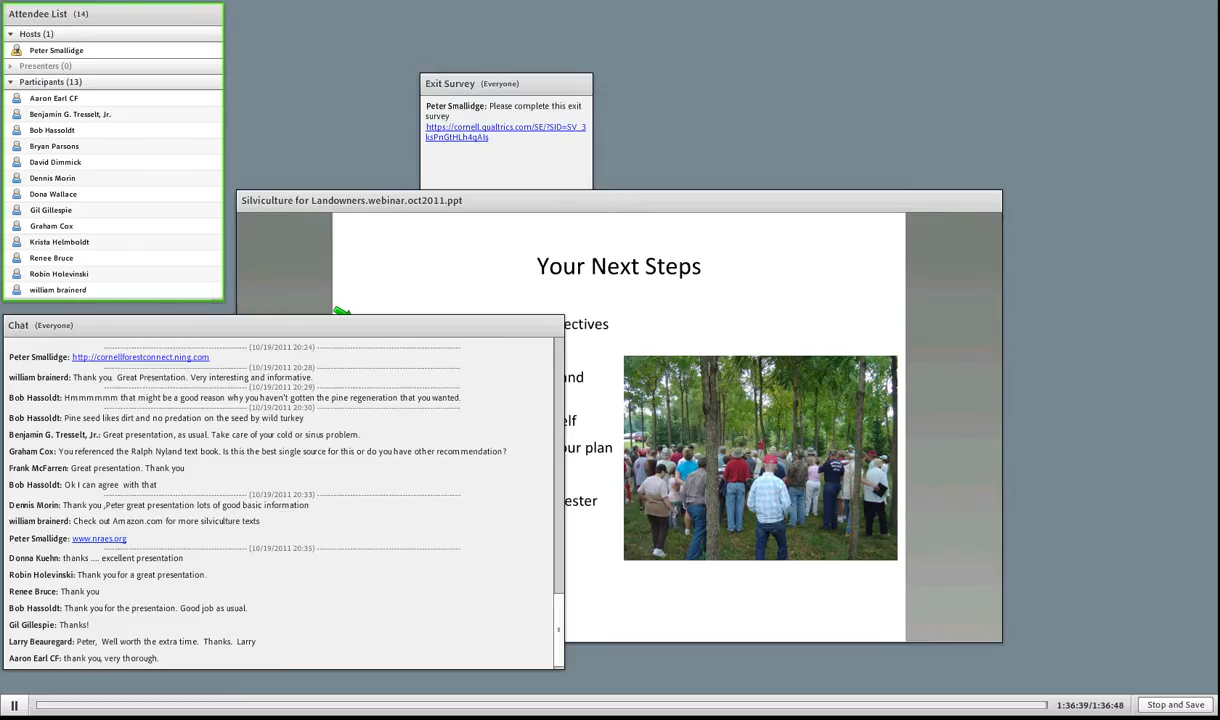 Attendee List (14)
Hosts (1)
Peter Smallidge
Presenters (0)
Participants (13)
Aaron Earl CF
Benjamin G. Tresselt, Jr.
Bob Hassoldt
Bryan Parsons
David Dimmick
Dennis Morin
Dona Wallace
Gil Gillespie
Graham Cox
Krista Helmboldt
Renee Bruce
Robin Holevinski
william brainerd
Exit Survey (Everyone)
Peter Smallidge: Please complete this exit
survey
https://cornell.qualtrics.com/SE/?SID=SV_3
ksPnGtHLh4qAIs
Silviculture for Landowners.webinar.oct2011.ppt
Your Next Steps
ectives
and
elf
our plan
ester
Chat (Everyone)
(10/19/2011 20:24)
Peter Smallidge: http://cornellforestconnect.ning.com
(10/19/2011 20:28)
william brainerd: Thank you. Great Presentation. Very interesting and informative.
(10/19/2011 20:29)
Bob Hassoldt: Hmmmmmm that might be a good reason why you haven't gotten the pine regeneration that you wanted.
(10/19/2011 20:30)
Bob Hassoldt: Pine seed likes dirt and no predation on the seed by wild turkey
Benjamin G. Tresselt, Jr.: Great presentation, as usual. Take care of your cold or sinus problem.
Graham Cox: You referenced the Ralph Nyland text book. Is this the best single source for this or do you have other recommendation?
Frank McFarren: Great presentation. Thank you
Bob Hassoldt: Ok I can agree with that
(10/19/2011 20:33)
Dennis Morin: Thank you ,Peter great presentation lots of good basic information
william brainerd: Check out Amazon.com for more silviculture texts
Peter Smallidge: www.nraes.org
(10/19/2011 20:35)
Donna Kuehn: thanks .... excellent presentation
Robin Holevinski: Thank you for a great presentation.
Renee Bruce: Thank you
Bob Hassoldt: Thank you for the presentaion. Good job as usual.
Gil Gillespie: Thanks!
Larry Beauregard: Peter, Well worth the extra time. Thanks. Larry
Aaron Earl CF: thank you, very thorough.
1:36:39/1:36:48
Stop and Save